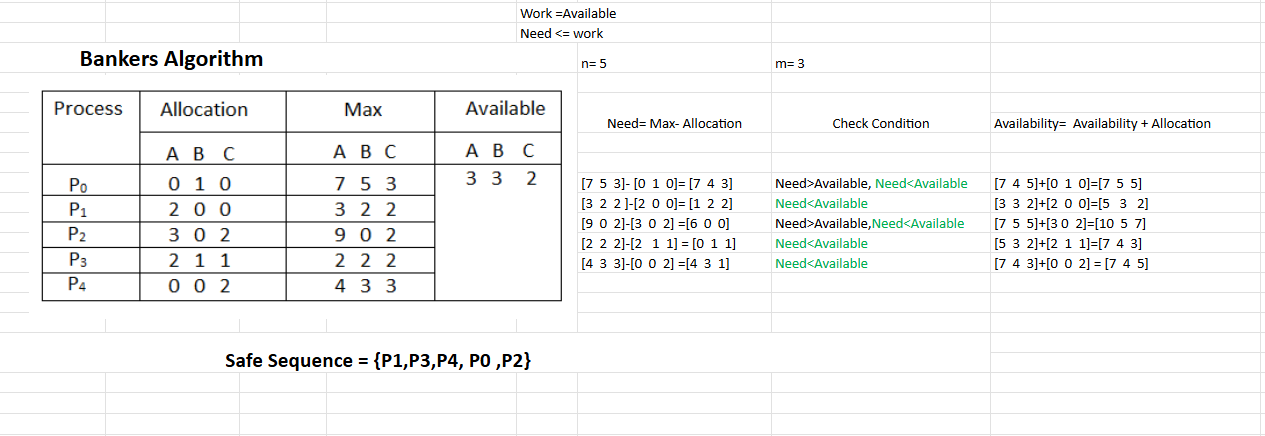 Work =Available
Need <= work
Bankers Algorithm
n= 5 m= 3
Process Allocation Max Available
Need= Max- Allocation Check Condition Availability= Availability + Allocation
A B C A B C A B C
P0 0 1 0 7 5 3 3 3 2 [7 5 3]- [0 1 0]= [7 4 3] Need>Available, Need<Available [7 4 5]+[0 1 0]=[7 5 5]
P1 2 0 0 3 2 2 [3 2 2 ]-[2 0 0]= [1 2 2] Need<Available [3 3 2]+[2 0 0]=[5 3 2]
P2 3 0 2 9 0 2 [9 0 2]-[3 0 2] =[6 0 0] Need>Available,Need<Available [7 5 5]+[3 0 2]=[10 5 7]
P3 2 1 1 2 2 2 [2 2 2]-[2 1 1] = [0 1 1] Need<Available [5 3 2]+[2 1 1]=[7 4 3]
P4 0 0 2 4 3 3 [4 3 3]-[0 0 2] =[4 3 1] Need<Available [7 4 3]+[0 0 2] = [7 4 5]
Safe Sequence = {P1,P3,P4, P0 ,P2}